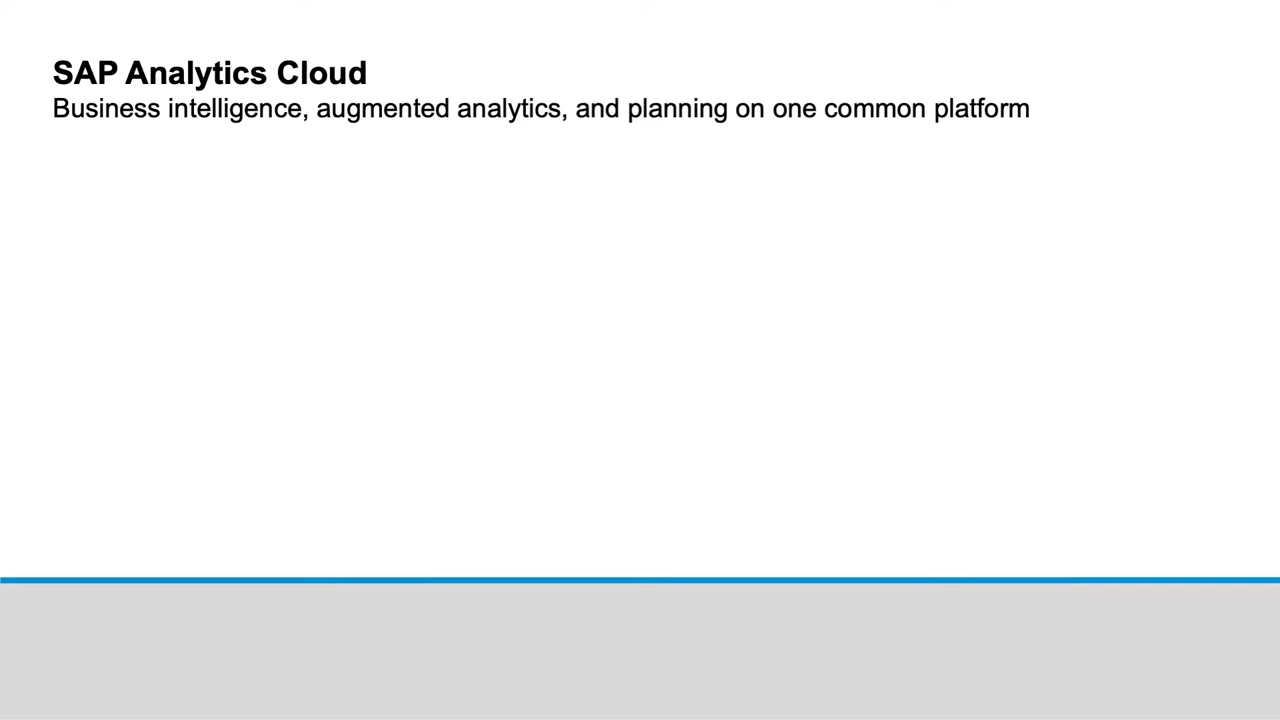 SAP Analytics Cloud
Business intelligence, augmented analytics, and planning on one common platform